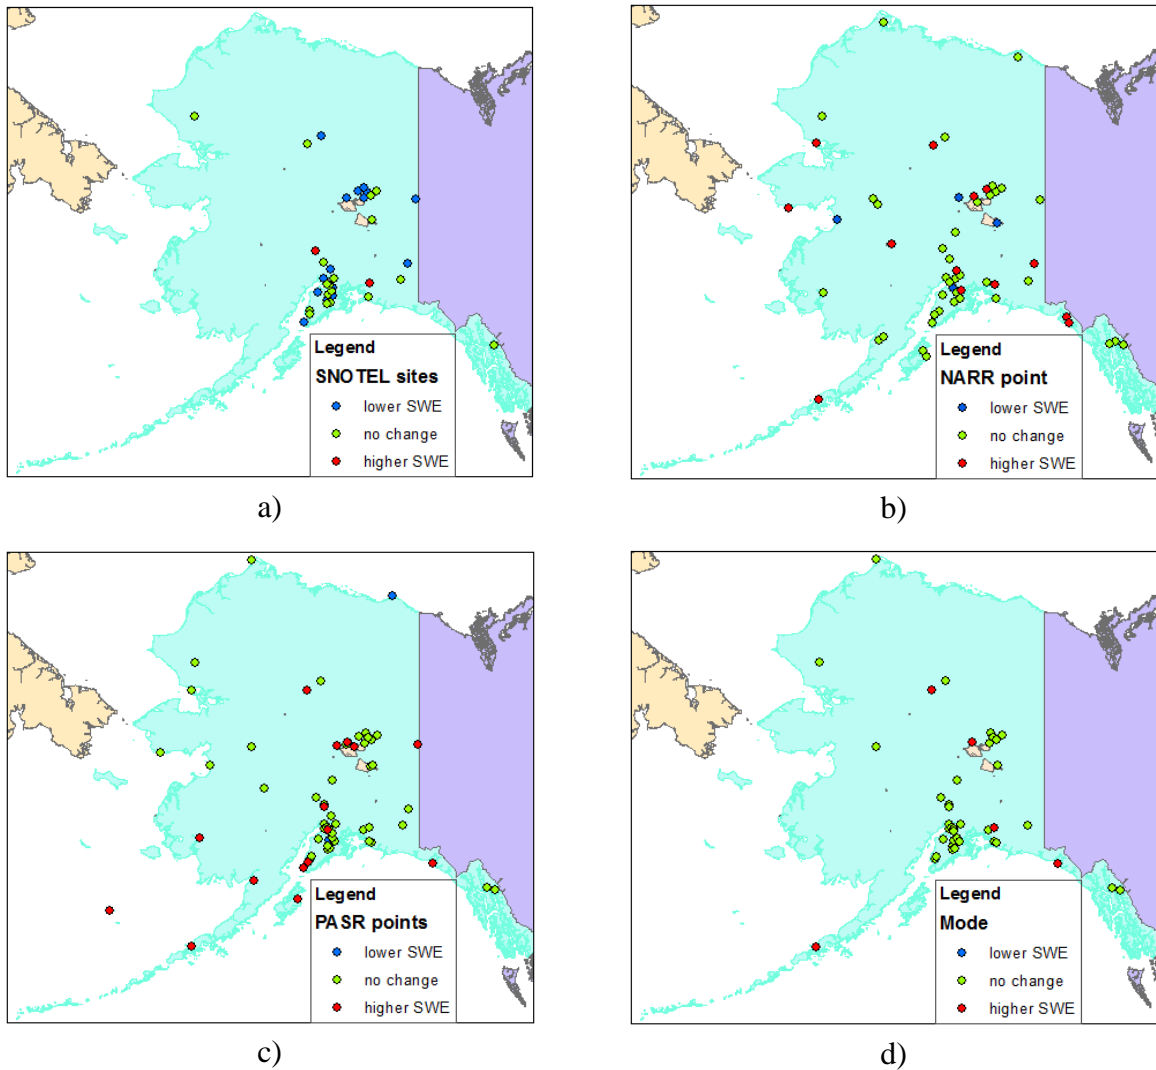 Legend
SNOTEL sites
lower SWE
no change
higher SWE
a)
Legend
NARR point
lower SWE
no change
higher SWE
b)
Legend
PASR points
lower SWE
no change
higher SWE
c)
Legend
Mode
lower SWE
no change
higher SWE
d)